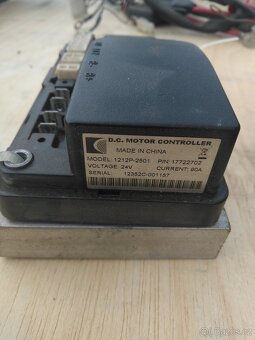 D.C. MOTOR CONTROLLER
MADE IN CHINA
MODEL: 1212P-2501 P/N: 17722702
VOLTAGE: 24V CURRENT: 90A
SERIAL: 12352C-001157